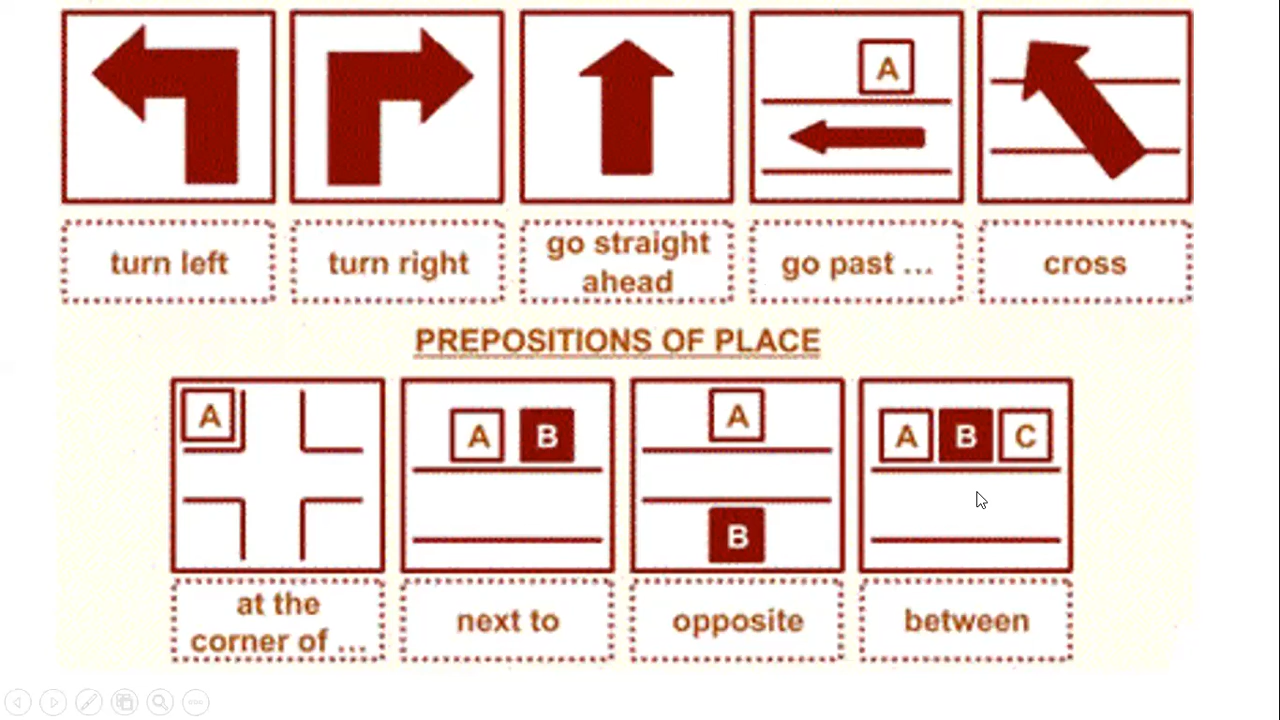 A
turn left
turn right
go straight
ahead
go past ...
cross
PREPOSITIONS OF PLACE
A
A B
A
B
A B C
at the
corner of ...
next to
opposite
between